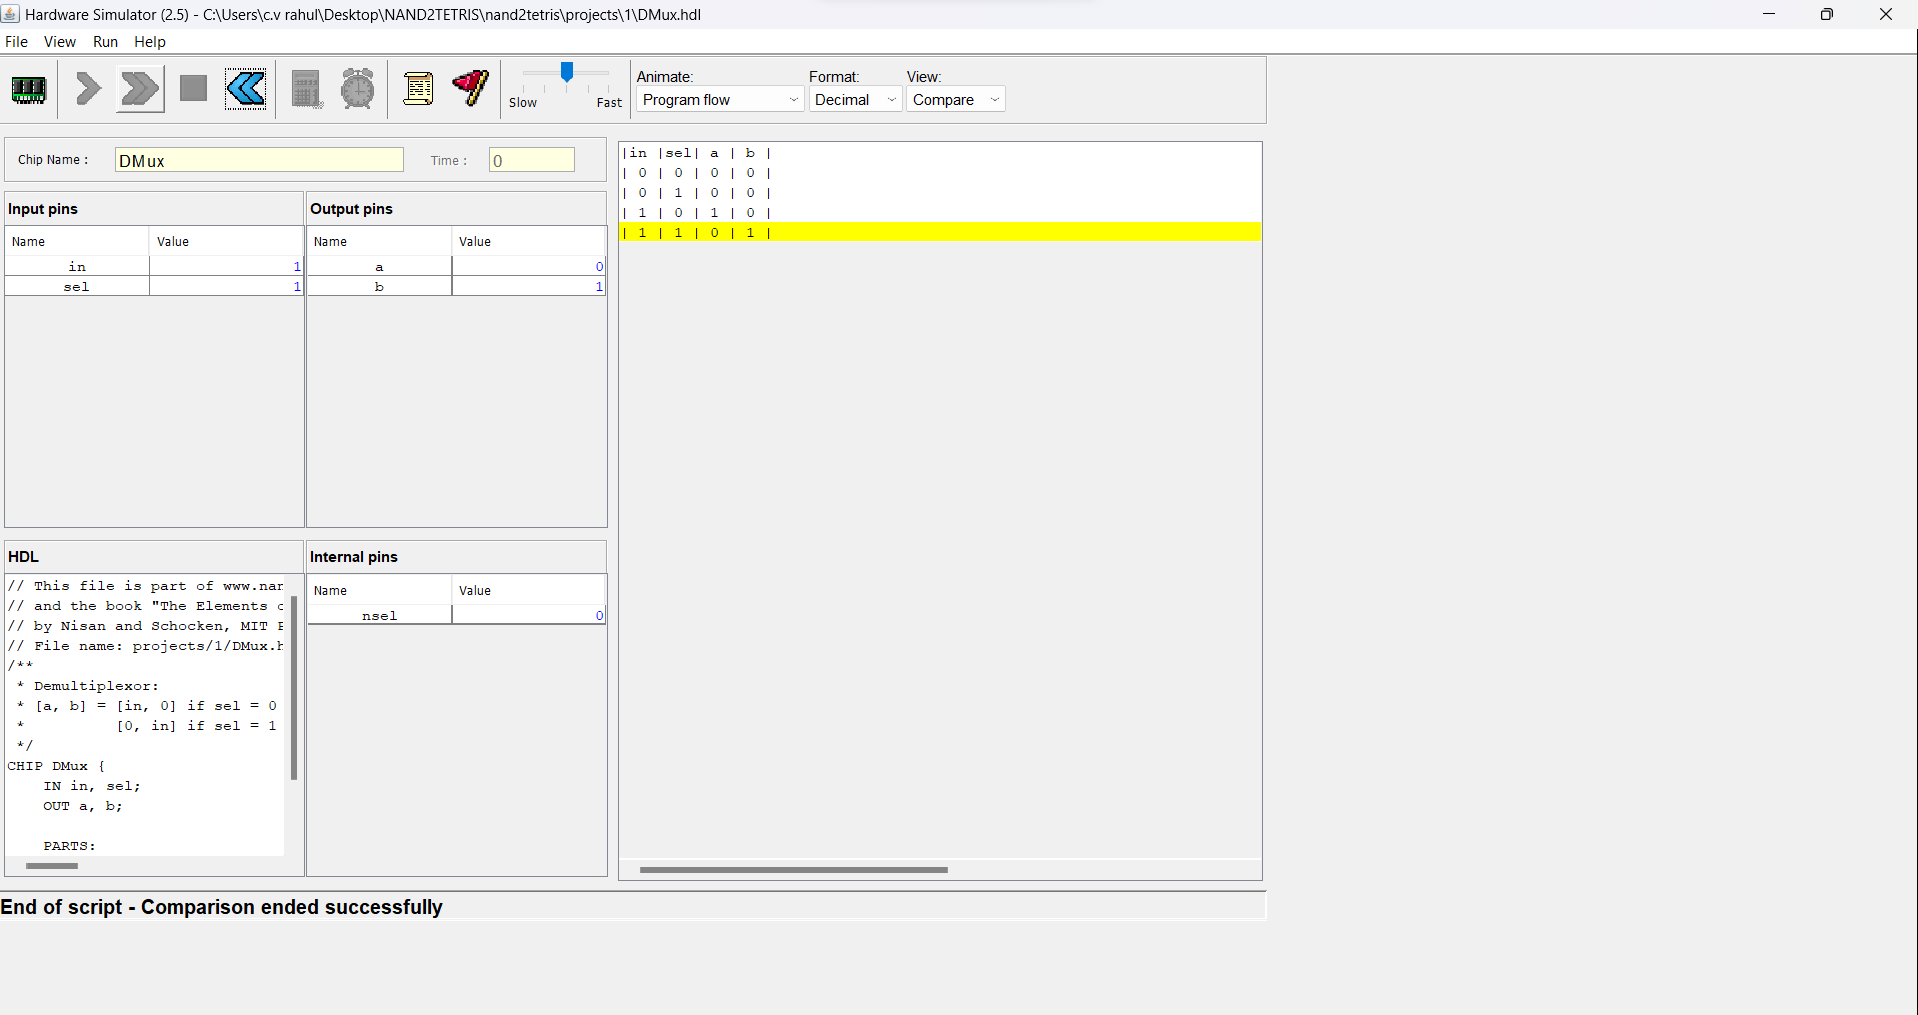 Hardware Simulator (2.5) - C:\Users\c.v rahul\Desktop\NAND2TETRIS\nand2tetris\projects\1\DMux.hdl
File View Run Help
Slow Fast
Animate: Format: View:
Program flow Decimal Compare
Chip Name : DMux Time : 0
Input pins
Name Value
in 1
sel 1
Output pins
Name Value
a 0
b 1
|in |sel| a | b |
| 0 | 0 | 0 | 0 |
| 0 | 1 | 0 | 0 |
| 1 | 0 | 1 | 0 |
| 1 | 1 | 0 | 1 |
HDL
// This file is part of www.nan
// and the book "The Elements
// by Nisan and Schocken, MIT
// File name: projects/1/DMux.h
/**
* Demultiplexor:
* [a, b] = [in, 0] if sel = 0
* [0, in] if sel = 1
*/
CHIP DMux {
IN in, sel;
OUT a, b;
PARTS:
Internal pins
Name Value
nsel 0
End of script - Comparison ended successfully